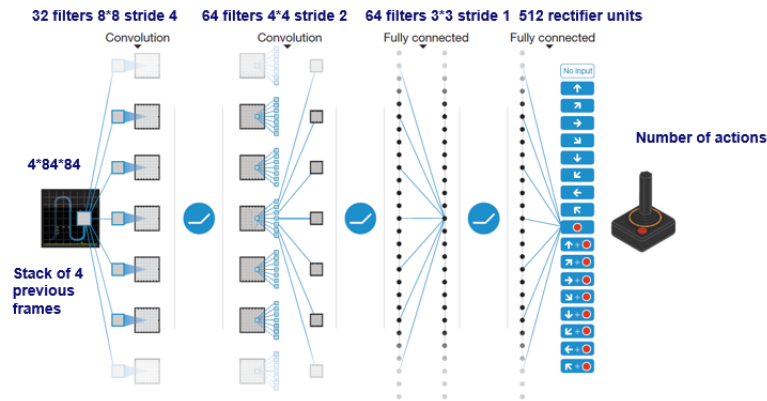 32 filters 8*8 stride 4 64 filters 4*4 stride 2 64 filters 3*3 stride 1 512 rectifier units
Convolution Convolution Fully connected Fully connected
No input
Number of actions
4*84*84
Stack of 4
previous
frames